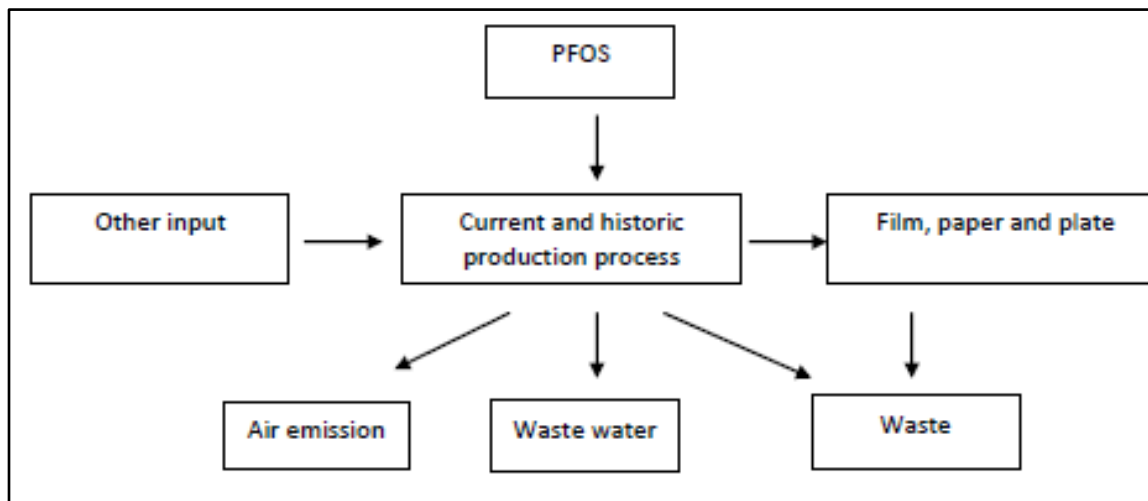 PFOS
Other input
Current and historic
production process
Film, paper and plate
Air emission
Waste water
Waste